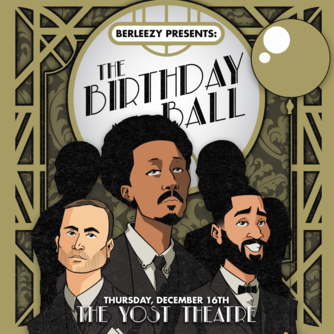 BERLEEZY PRESENTS:
THE
BIRTHDAY
BALL
THURSDAY, DECEMBER 16TH
THE YOST THEATRE